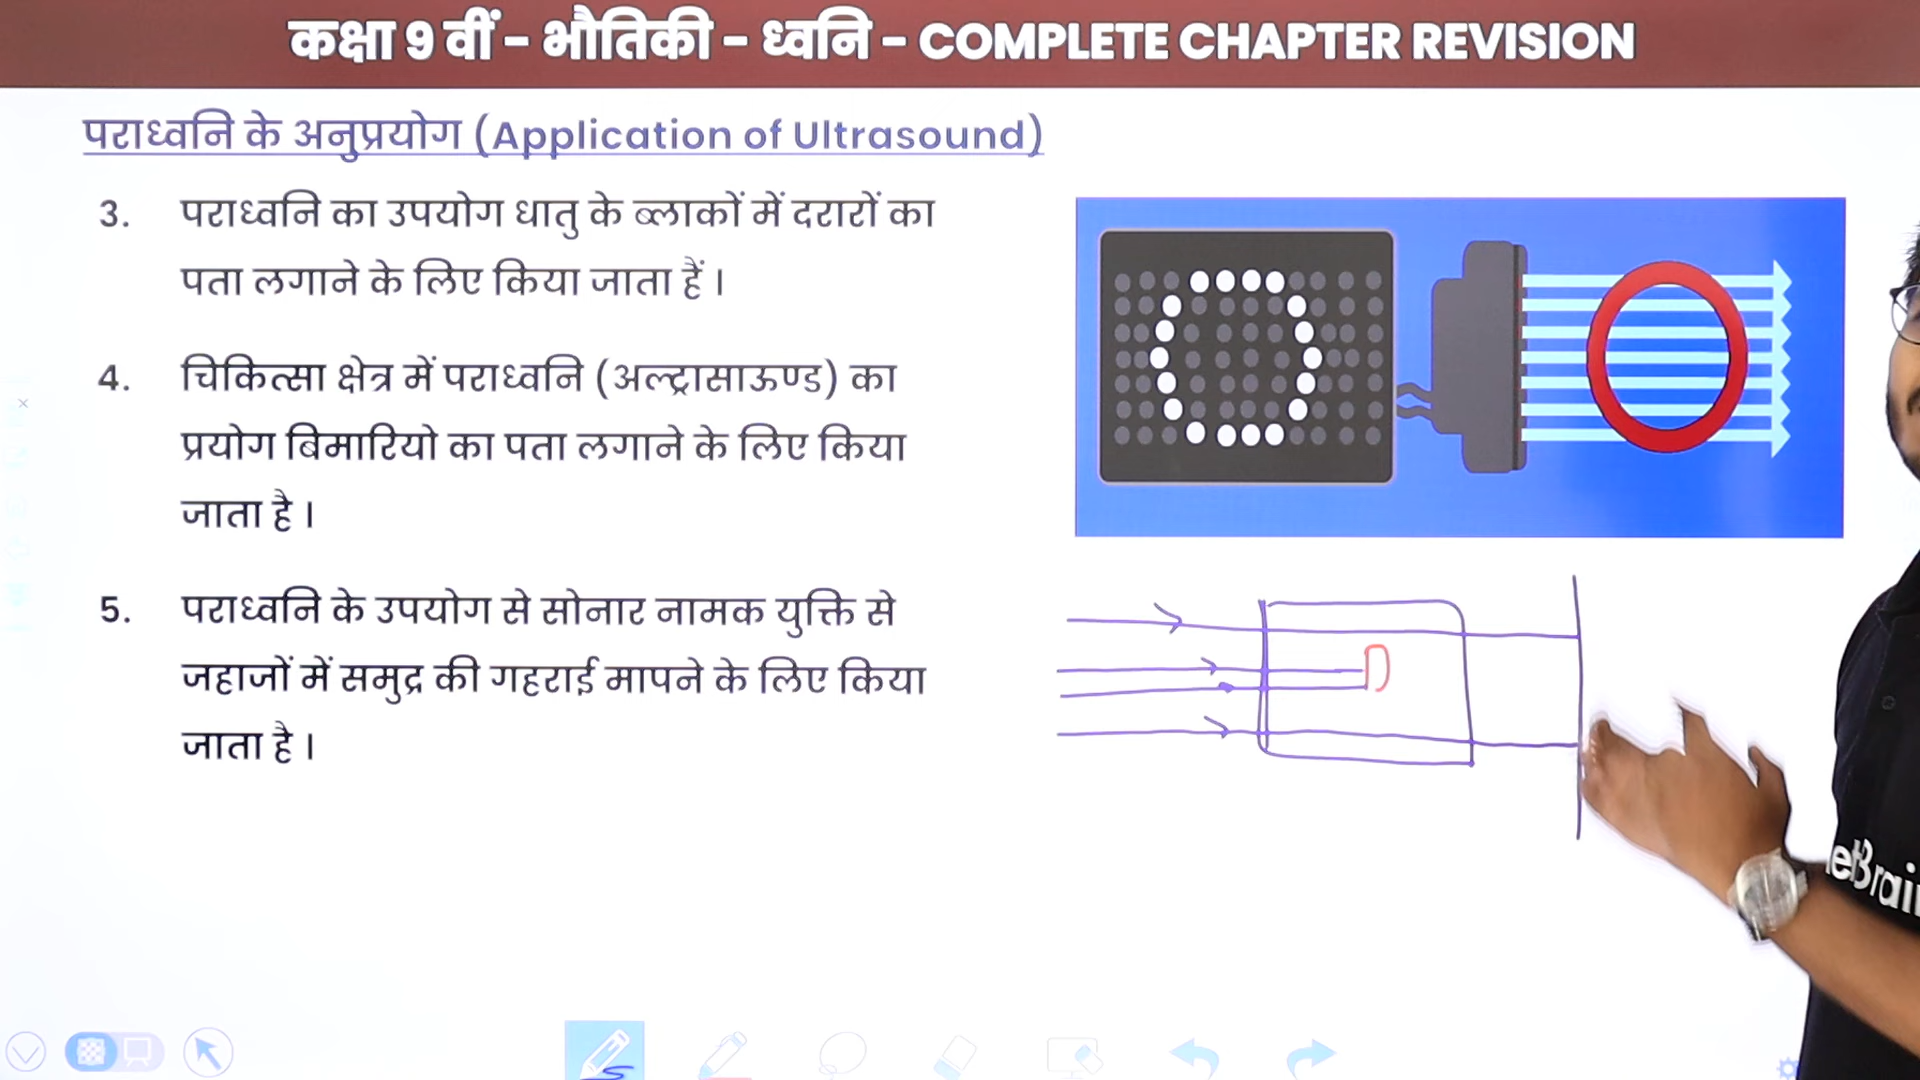 कक्षा 9 वीं - भौतिकी - ध्वनि - COMPLETE CHAPTER REVISION
पराध्वनि के अनुप्रयोग (Application of Ultrasound)
3. पराध्वनि का उपयोग धातु के ब्लाकों में दरारों का
पता लगाने के लिए किया जाता हैं ।
4. चिकित्सा क्षेत्र में पराध्वनि (अल्ट्रासाऊण्ड) का
प्रयोग बिमारियो का पता लगाने के लिए किया
जाता है ।
5. पराध्वनि के उपयोग से सोनार नामक युक्ति से
जहाजों में समुद्र की गहराई मापने के लिए किया
जाता है ।